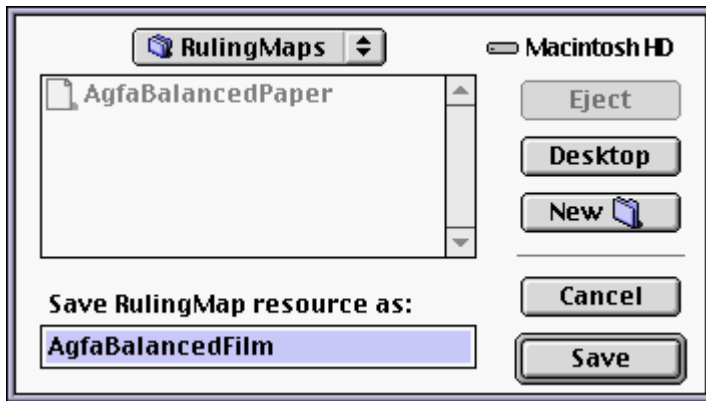 RulingMaps
Macintosh HD
AgfaBalancedPaper
Eject
Desktop
New
Save RulingMap resource as:
AgfaBalancedFilm
Cancel
Save